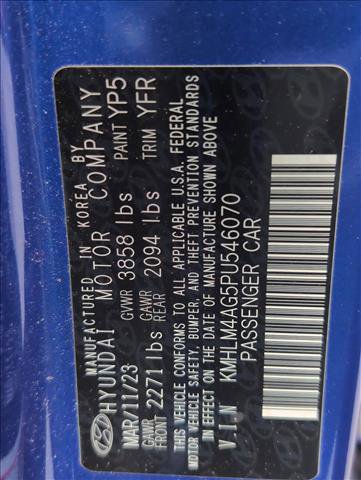 MANUFACTURED IN KOREA BY
HYUNDAI MOTOR COMPANY
MAR/11/23 GVWR 3858 lbs PAINT YP5
GAWR FRONT 2271 lbs GAWR REAR 2094 lbs TRIM YFR
THIS VEHICLE CONFORMS TO ALL APPLICABLE U.S.A. FEDERAL
MOTOR VEHICLE SAFETY, BUMPER, AND THEFT PREVENTION STANDARDS
IN EFFECT ON THE DATE OF MANUFACTURE SHOWN ABOVE
V.I.N KMHLM4AG5PU546070
PASSENGER CAR